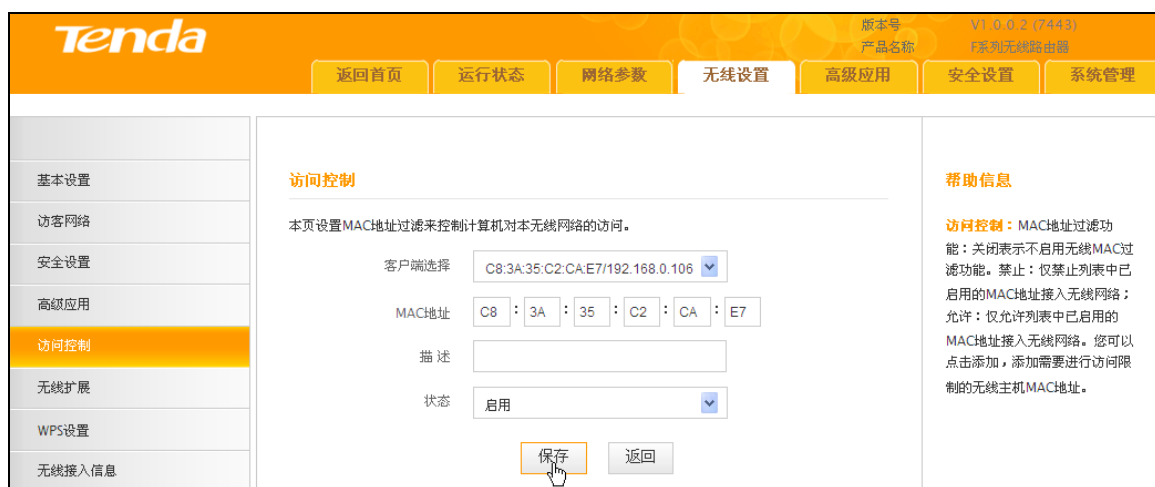 Tenda
版本号 V1.0.0.2 (7443)
产品名称 F系列无线路由器
返回首页 运行状态 网络参数 无线设置 高级应用 安全设置 系统管理
基本设置
访客网络
安全设置
高级应用
访问控制
无线扩展
WPS设置
无线接入信息
访问控制
本页设置MAC地址过滤来控制计算机对本无线网络的访问。
客户端选择 C8:3A:35:C2:CA:E7/192.168.0.106
MAC地址 C8 : 3A : 35 : C2 : CA : E7
描述
状态 启用
保存 返回
帮助信息
访问控制：MAC地址过滤功
能：关闭表示不启用无线MAC过
滤功能。禁止：仅禁止列表中已
启用的MAC地址接入无线网络；
允许：仅允许列表中已启用的
MAC地址接入无线网络。您可以
点击添加，添加需要进行访问限
制的无线主机MAC地址。